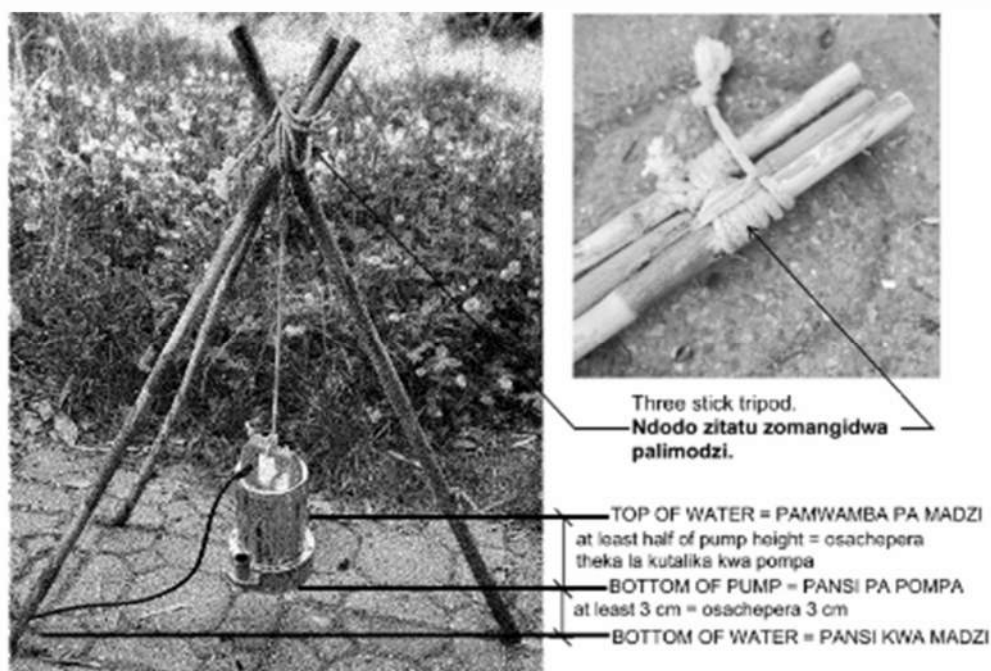 Three stick tripod.
Ndodo zitatu zomangidwa
palimodzi.
TOP OF WATER = PAMWAMBA PA MADZI
at least half of pump height = osachepera
theka la kutalika kwa pompa
BOTTOM OF PUMP = PANSI PA POMPA
at least 3 cm = osachepera 3 cm
BOTTOM OF WATER = PANSI KWA MADZI